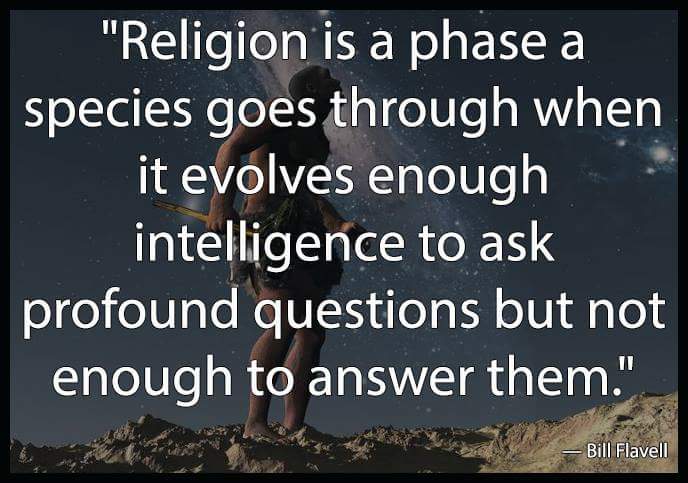 "Religion is a phase a
species goes through when
it evolves enough
intelligence to ask
profound questions but not
enough to answer them."
— Bill Flavell